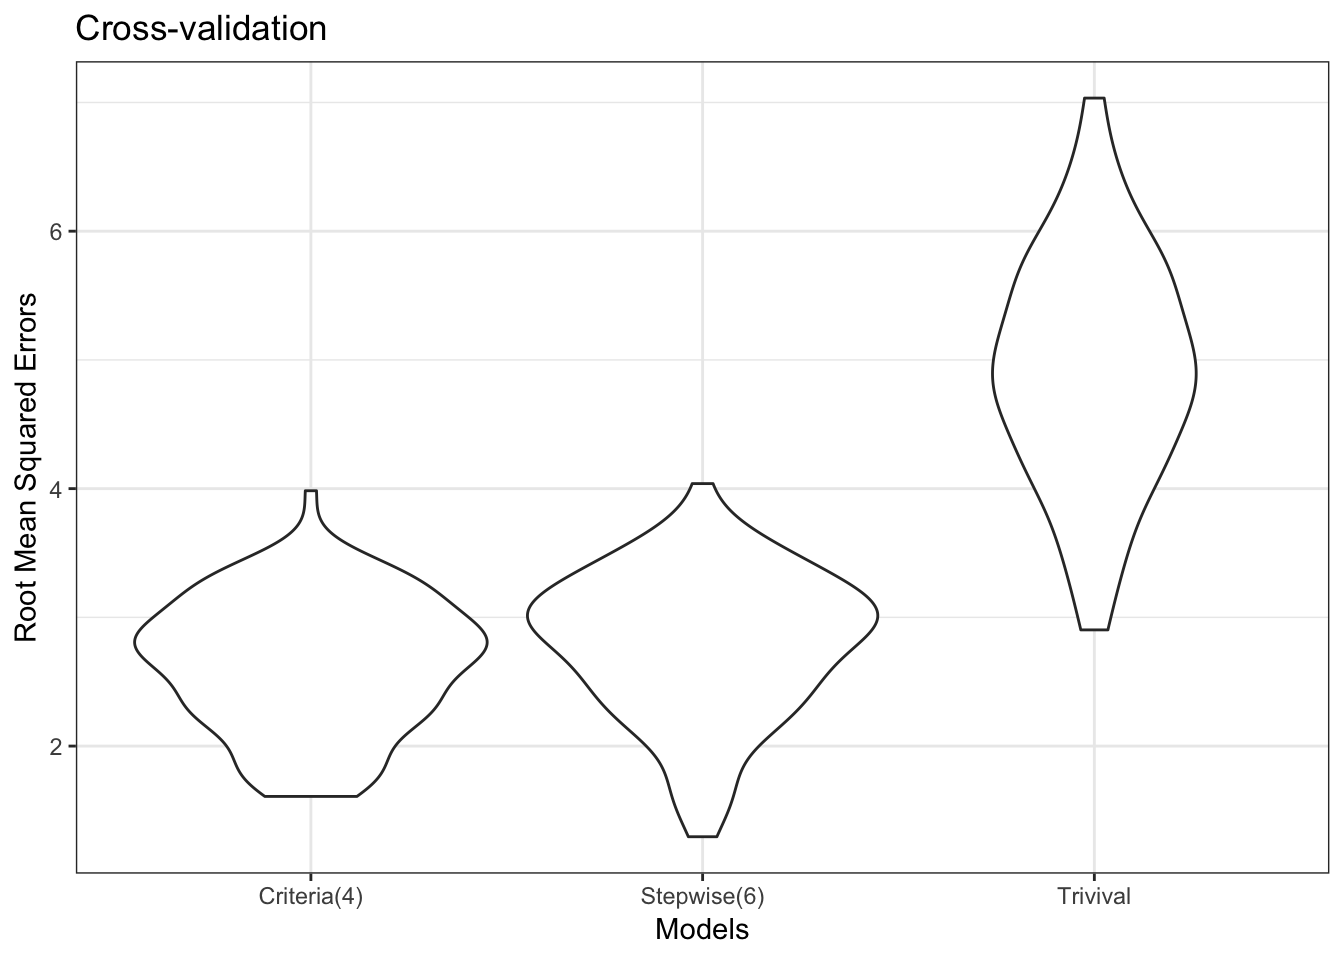 Cross-validation
Root Mean Squared Errors
6
4
2
Criteria(4)
Stepwise(6)
Trivival
Models